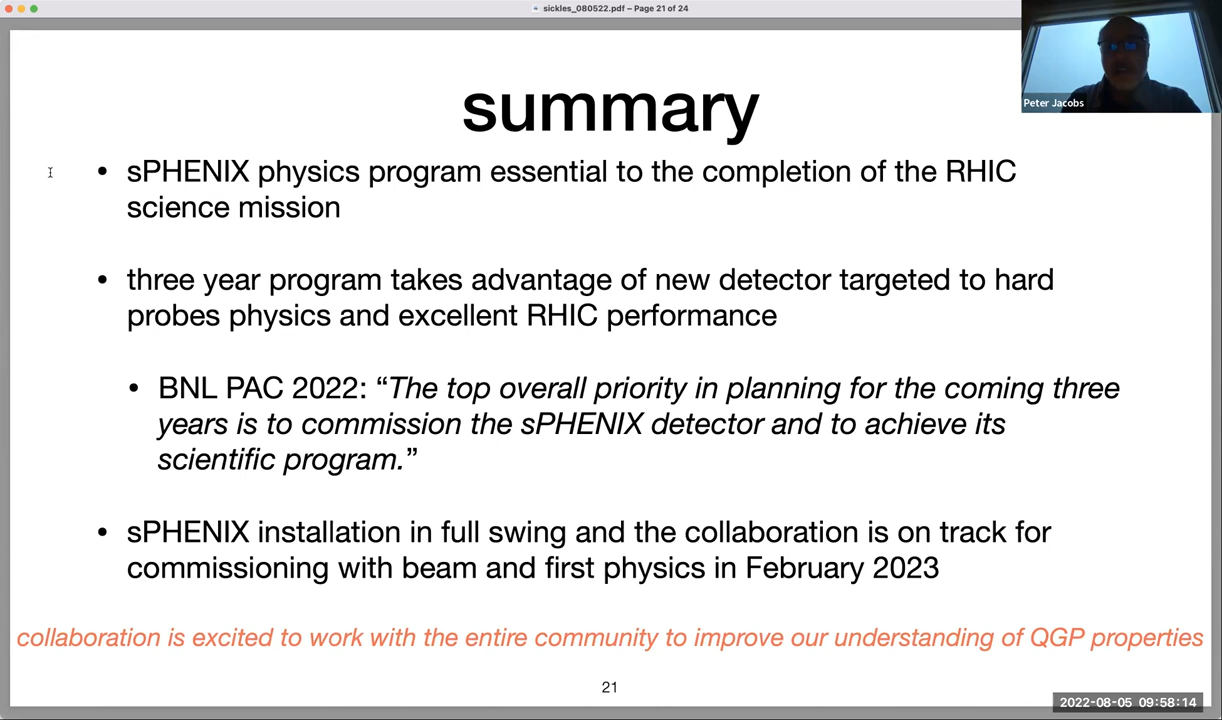 sickles_080522.pdf – Page 21 of 24
Peter Jacobs
summary
• sPHENIX physics program essential to the completion of the RHIC
science mission
• three year program takes advantage of new detector targeted to hard
probes physics and excellent RHIC performance
• BNL PAC 2022: “The top overall priority in planning for the coming three
years is to commission the sPHENIX detector and to achieve its
scientific program.”
• sPHENIX installation in full swing and the collaboration is on track for
commissioning with beam and first physics in February 2023
collaboration is excited to work with the entire community to improve our understanding of QGP properties
21
2022-08-05 09:58:14